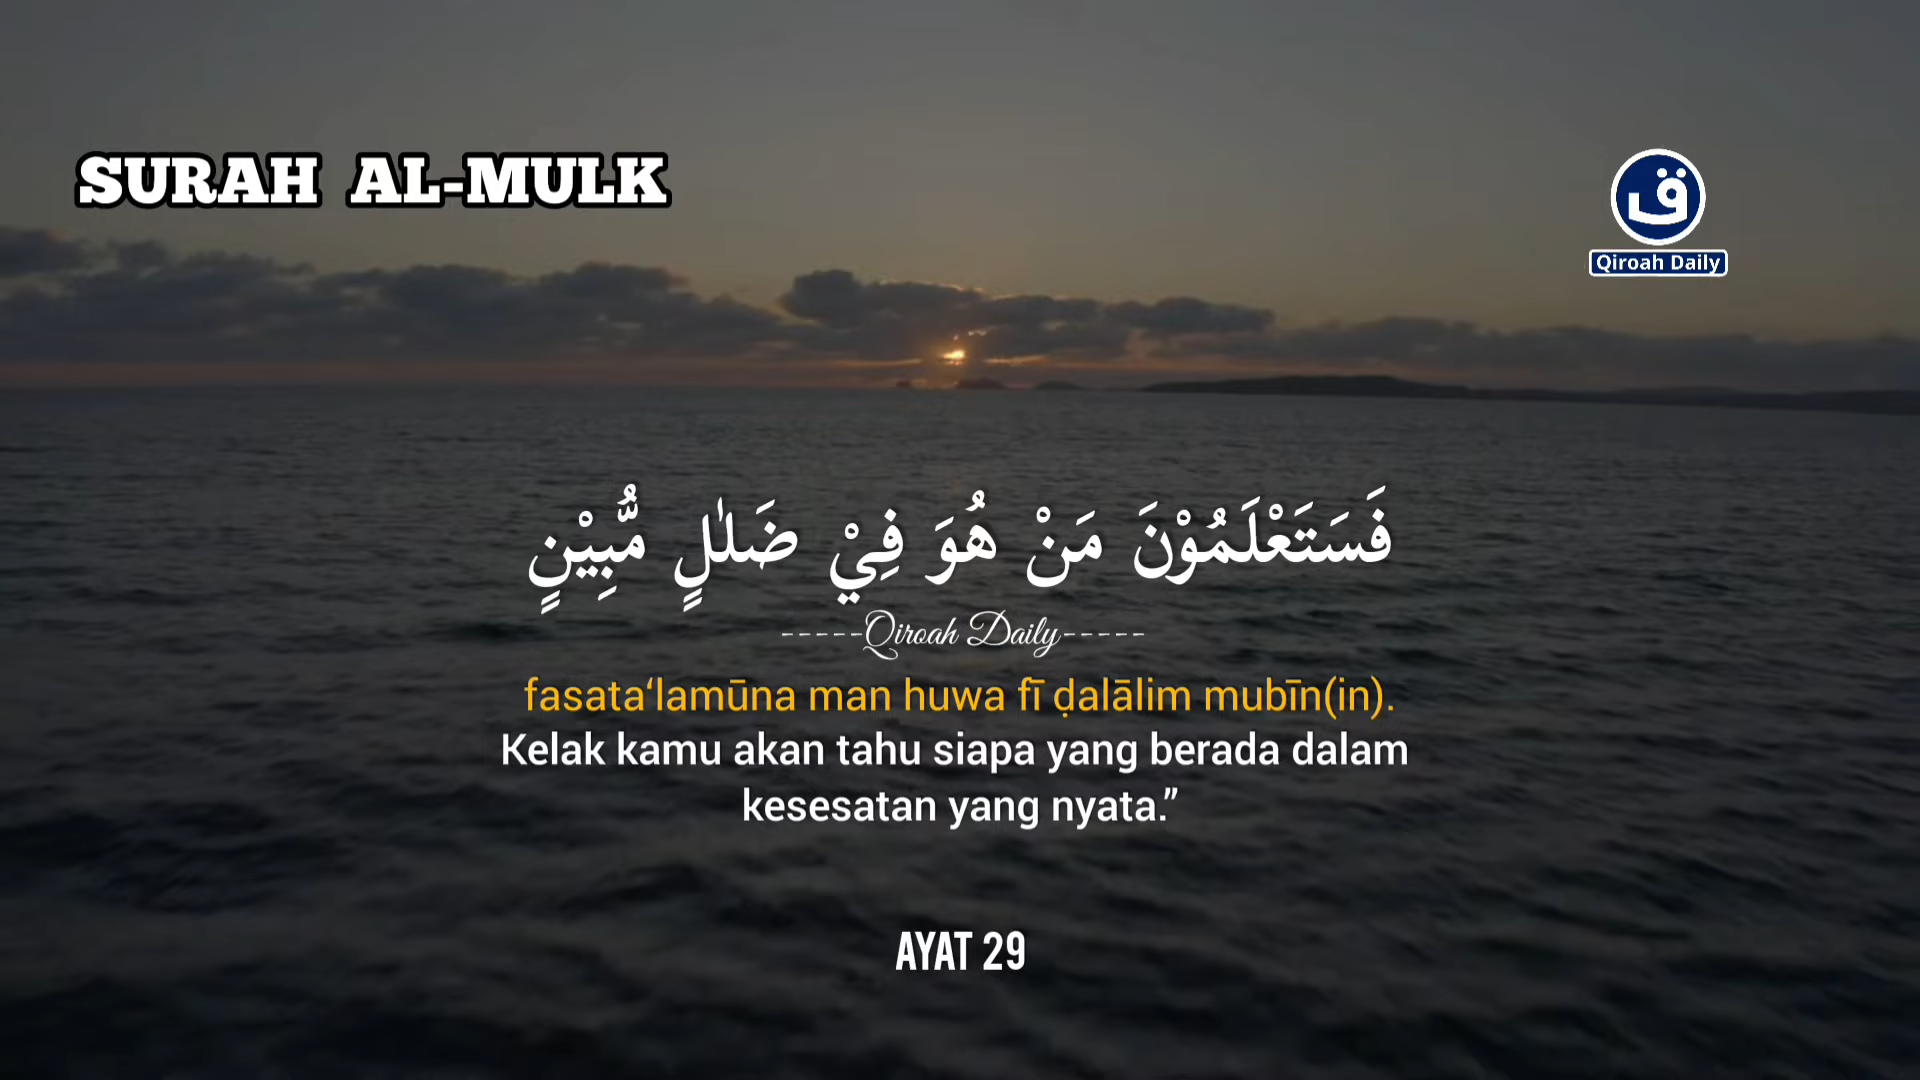 SURAH AL-MULK
ق
Qiroah Daily
فَسَتَعْلَمُوْنَ مَنْ هُوَ فِيْ ضَلٰلٍ مُّبِيْنٍ
-----Qiroah Daily-----
fasata‘lamūna man huwa fī ḍalālim mubīn(in).
Kelak kamu akan tahu siapa yang berada dalam
kesesatan yang nyata.”
AYAT 29